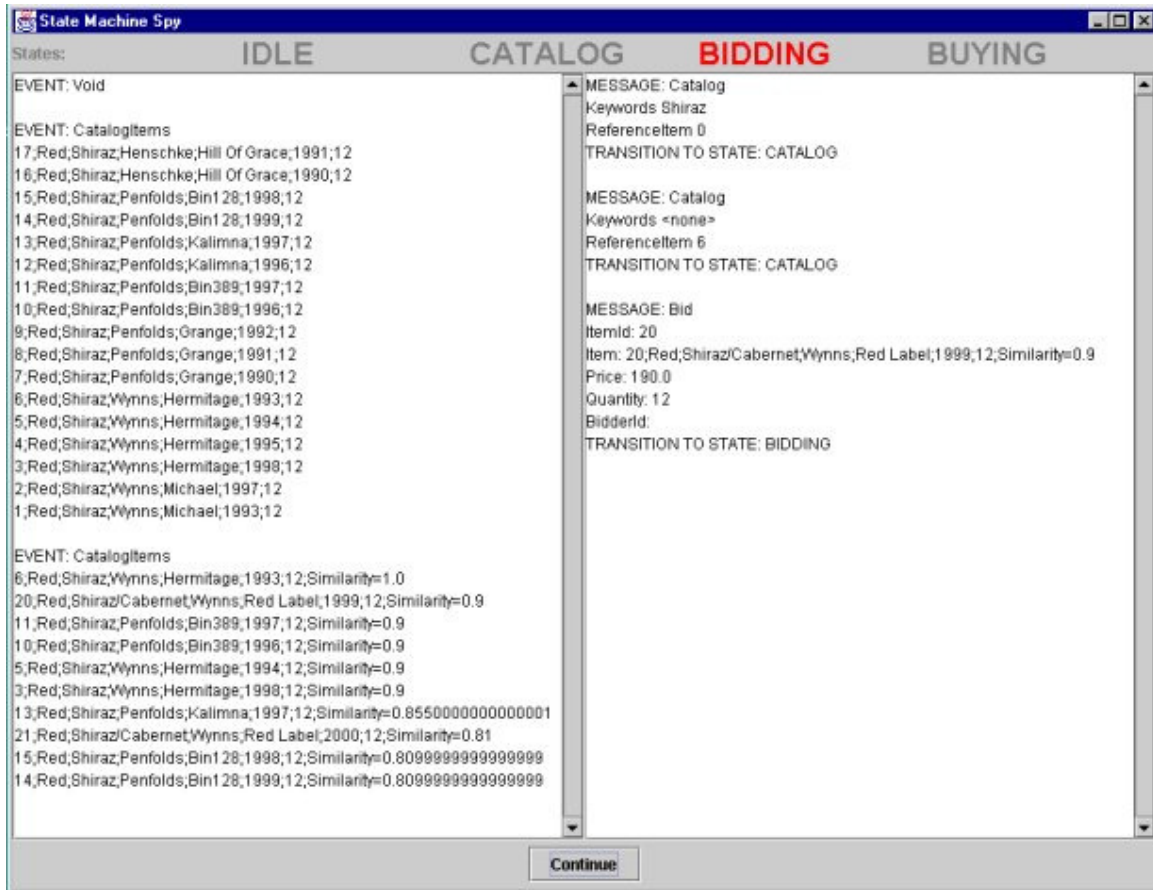 State Machine Spy
States: IDLE CATALOG BIDDING BUYING
EVENT: Void
EVENT: CatalogItems
17;Red;Shiraz;Henschke;Hill Of Grace;1991;12
16;Red;Shiraz;Henschke;Hill Of Grace;1990;12
15;Red;Shiraz;Penfolds;Bin128;1998;12
14;Red;Shiraz;Penfolds;Bin128;1999;12
13;Red;Shiraz;Penfolds;Kalimna;1997;12
12;Red;Shiraz;Penfolds;Kalimna;1996;12
11;Red;Shiraz;Penfolds;Bin389;1997;12
10;Red;Shiraz;Penfolds;Bin389;1996;12
9;Red;Shiraz;Penfolds;Grange;1992;12
8;Red;Shiraz;Penfolds;Grange;1991;12
7;Red;Shiraz;Penfolds;Grange;1990;12
6;Red;Shiraz;Wynns;Hermitage;1993;12
5;Red;Shiraz;Wynns;Hermitage;1994;12
4;Red;Shiraz;Wynns;Hermitage;1995;12
3;Red;Shiraz;Wynns;Hermitage;1998;12
2;Red;Shiraz;Wynns;Michael;1997;12
1;Red;Shiraz;Wynns;Michael;1993;12
EVENT: CatalogItems
6;Red;Shiraz;Wynns;Hermitage;1993;12;Similarity=1.0
20;Red;Shiraz/Cabernet;Wynns;Red Label;1999;12;Similarity=0.9
11;Red;Shiraz;Penfolds;Bin389;1997;12;Similarity=0.9
10;Red;Shiraz;Penfolds;Bin389;1996;12;Similarity=0.9
5;Red;Shiraz;Wynns;Hermitage;1994;12;Similarity=0.9
3;Red;Shiraz;Wynns;Hermitage;1998;12;Similarity=0.9
13;Red;Shiraz;Penfolds;Kalimna;1997;12;Similarity=0.8550000000000001
21;Red;Shiraz/Cabernet;Wynns;Red Label;2000;12;Similarity=0.81
15;Red;Shiraz;Penfolds;Bin128;1998;12;Similarity=0.8099999999999999
14;Red;Shiraz;Penfolds;Bin128;1999;12;Similarity=0.8099999999999999
MESSAGE: Catalog
Keywords Shiraz
ReferenceItem 0
TRANSITION TO STATE: CATALOG
MESSAGE: Catalog
Keywords <none>
ReferenceItem 6
TRANSITION TO STATE: CATALOG
MESSAGE: Bid
ItemId: 20
Item: 20;Red;Shiraz/Cabernet;Wynns;Red Label;1999;12;Similarity=0.9
Price: 190.0
Quantity: 12
BidderId:
TRANSITION TO STATE: BIDDING
Continue